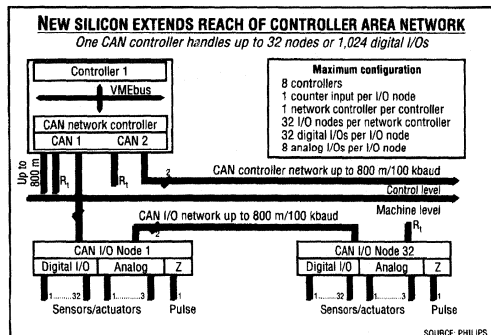 NEW SILICON EXTENDS REACH OF CONTROLLER AREA NETWORK
One CAN controller handles up to 32 nodes or 1,024 digital I/Os
Controller 1
VMEbus
CAN network controller
CAN 1 CAN 2
Maximum configuration
8 controllers
1 counter input per I/O node
1 network controller per controller
32 I/O nodes per network controller
32 digital I/Os per I/O node
8 analog I/Os per I/O node
Up to
800 m
Rt Rt
2
CAN controller network up to 800 m/100 kbaud
Control level
Machine level
CAN I/O network up to 800 m/100 kbaud
2
Rt
CAN I/O Node 1
Digital I/O Analog Z
1.........32 1.........3 1
Sensors/actuators Pulse
CAN I/O Node 32
Digital I/O Analog Z
1.........32 1.........3 1
Sensors/actuators Pulse
SOURCE: PHILIPS